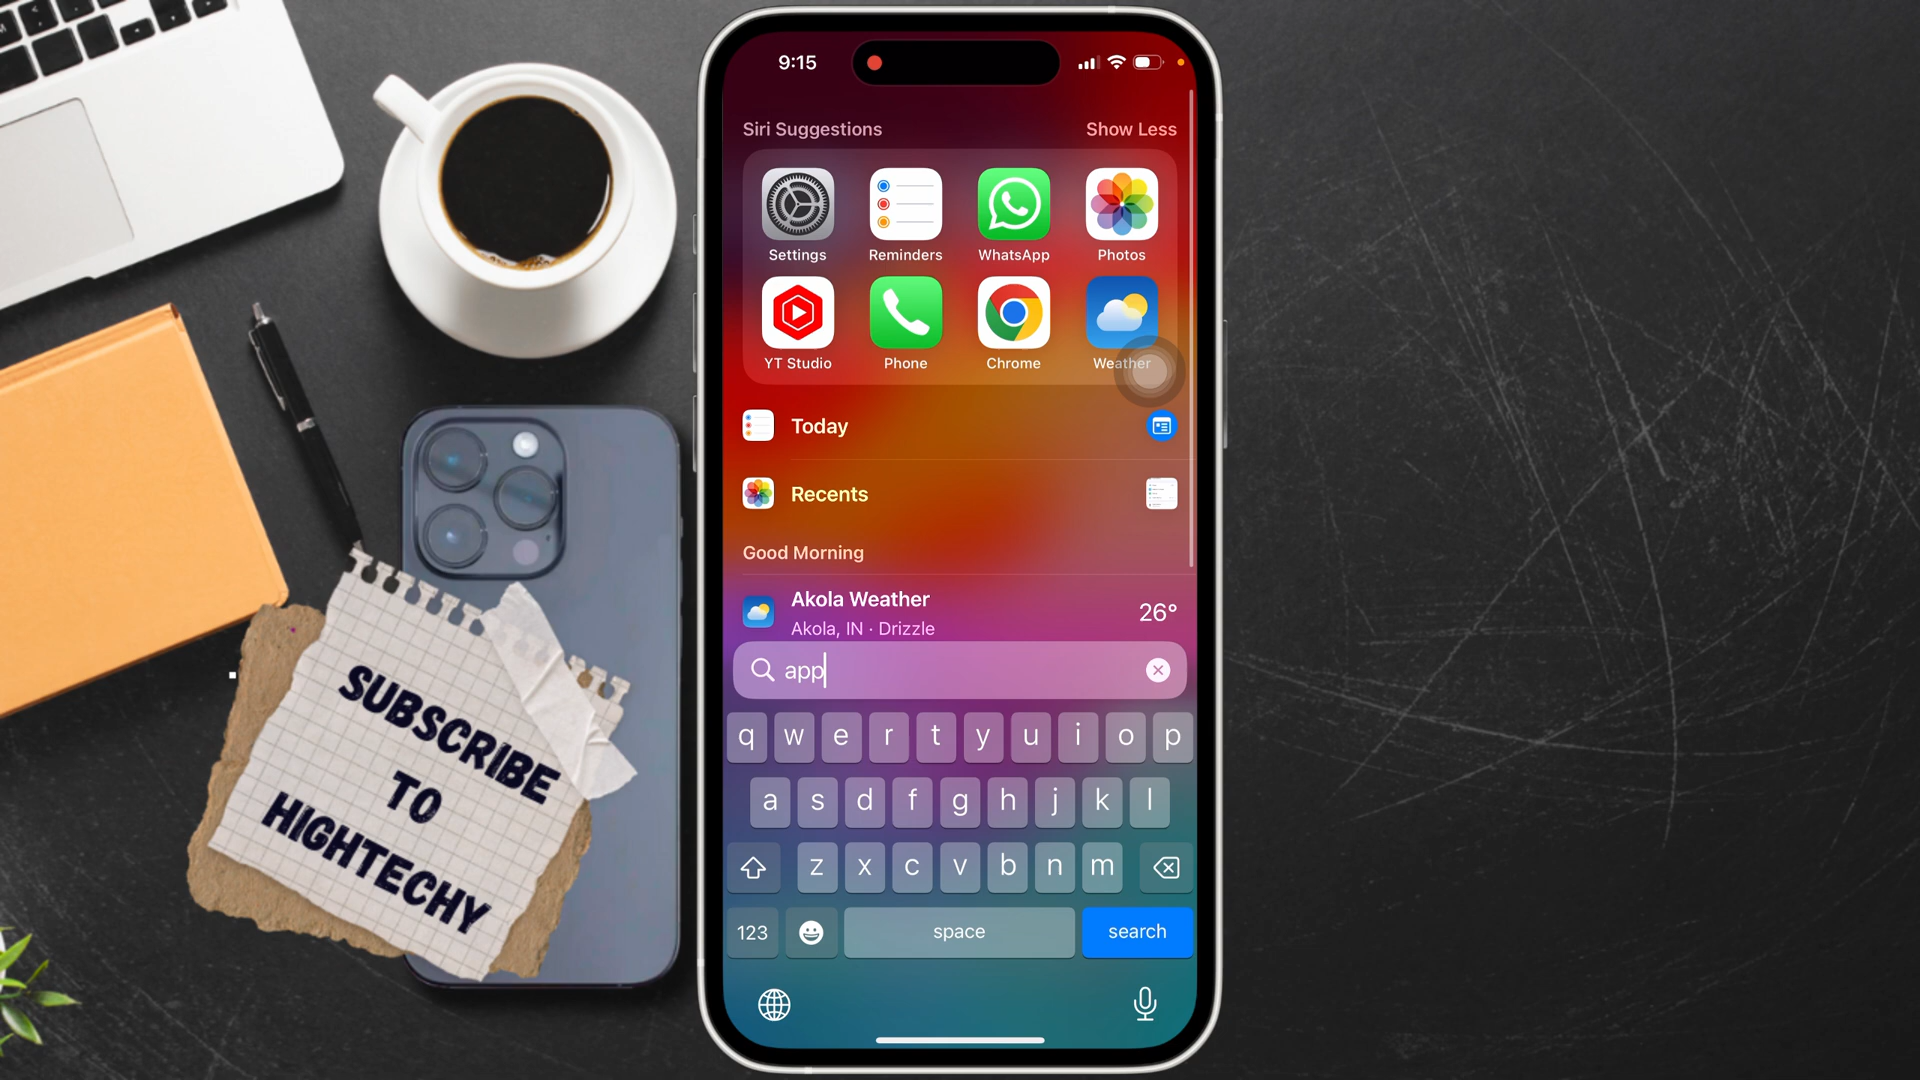 9:15
Siri Suggestions
Show Less
Settings
Reminders
WhatsApp
Photos
YT Studio
Phone
Chrome
Weather
Today
Recents
Good Morning
Akola Weather
26°
Akola, IN · Drizzle
app
q w e r t y u i o p
a s d f g h j k l
z x c v b n m
123
space
search
SUBSCRIBE
TO
HIGHTECHY